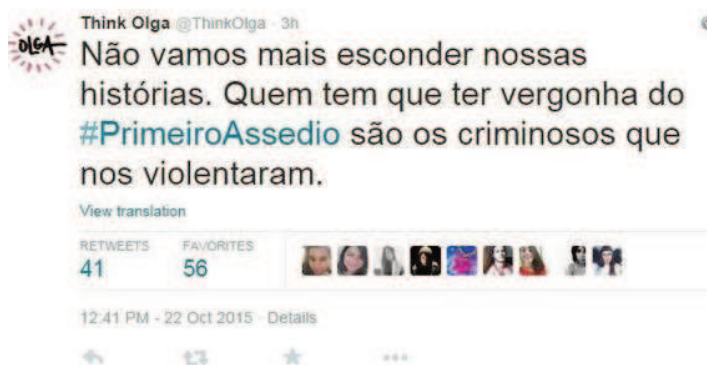 OLGA
Think Olga @ThinkOlga · 3h
Não vamos mais esconder nossas
histórias. Quem tem que ter vergonha do
#PrimeiroAssedio são os criminosos que
nos violentaram.
View translation
RETWEETS FAVORITES
41 56
12:41 PM - 22 Oct 2015 · Details